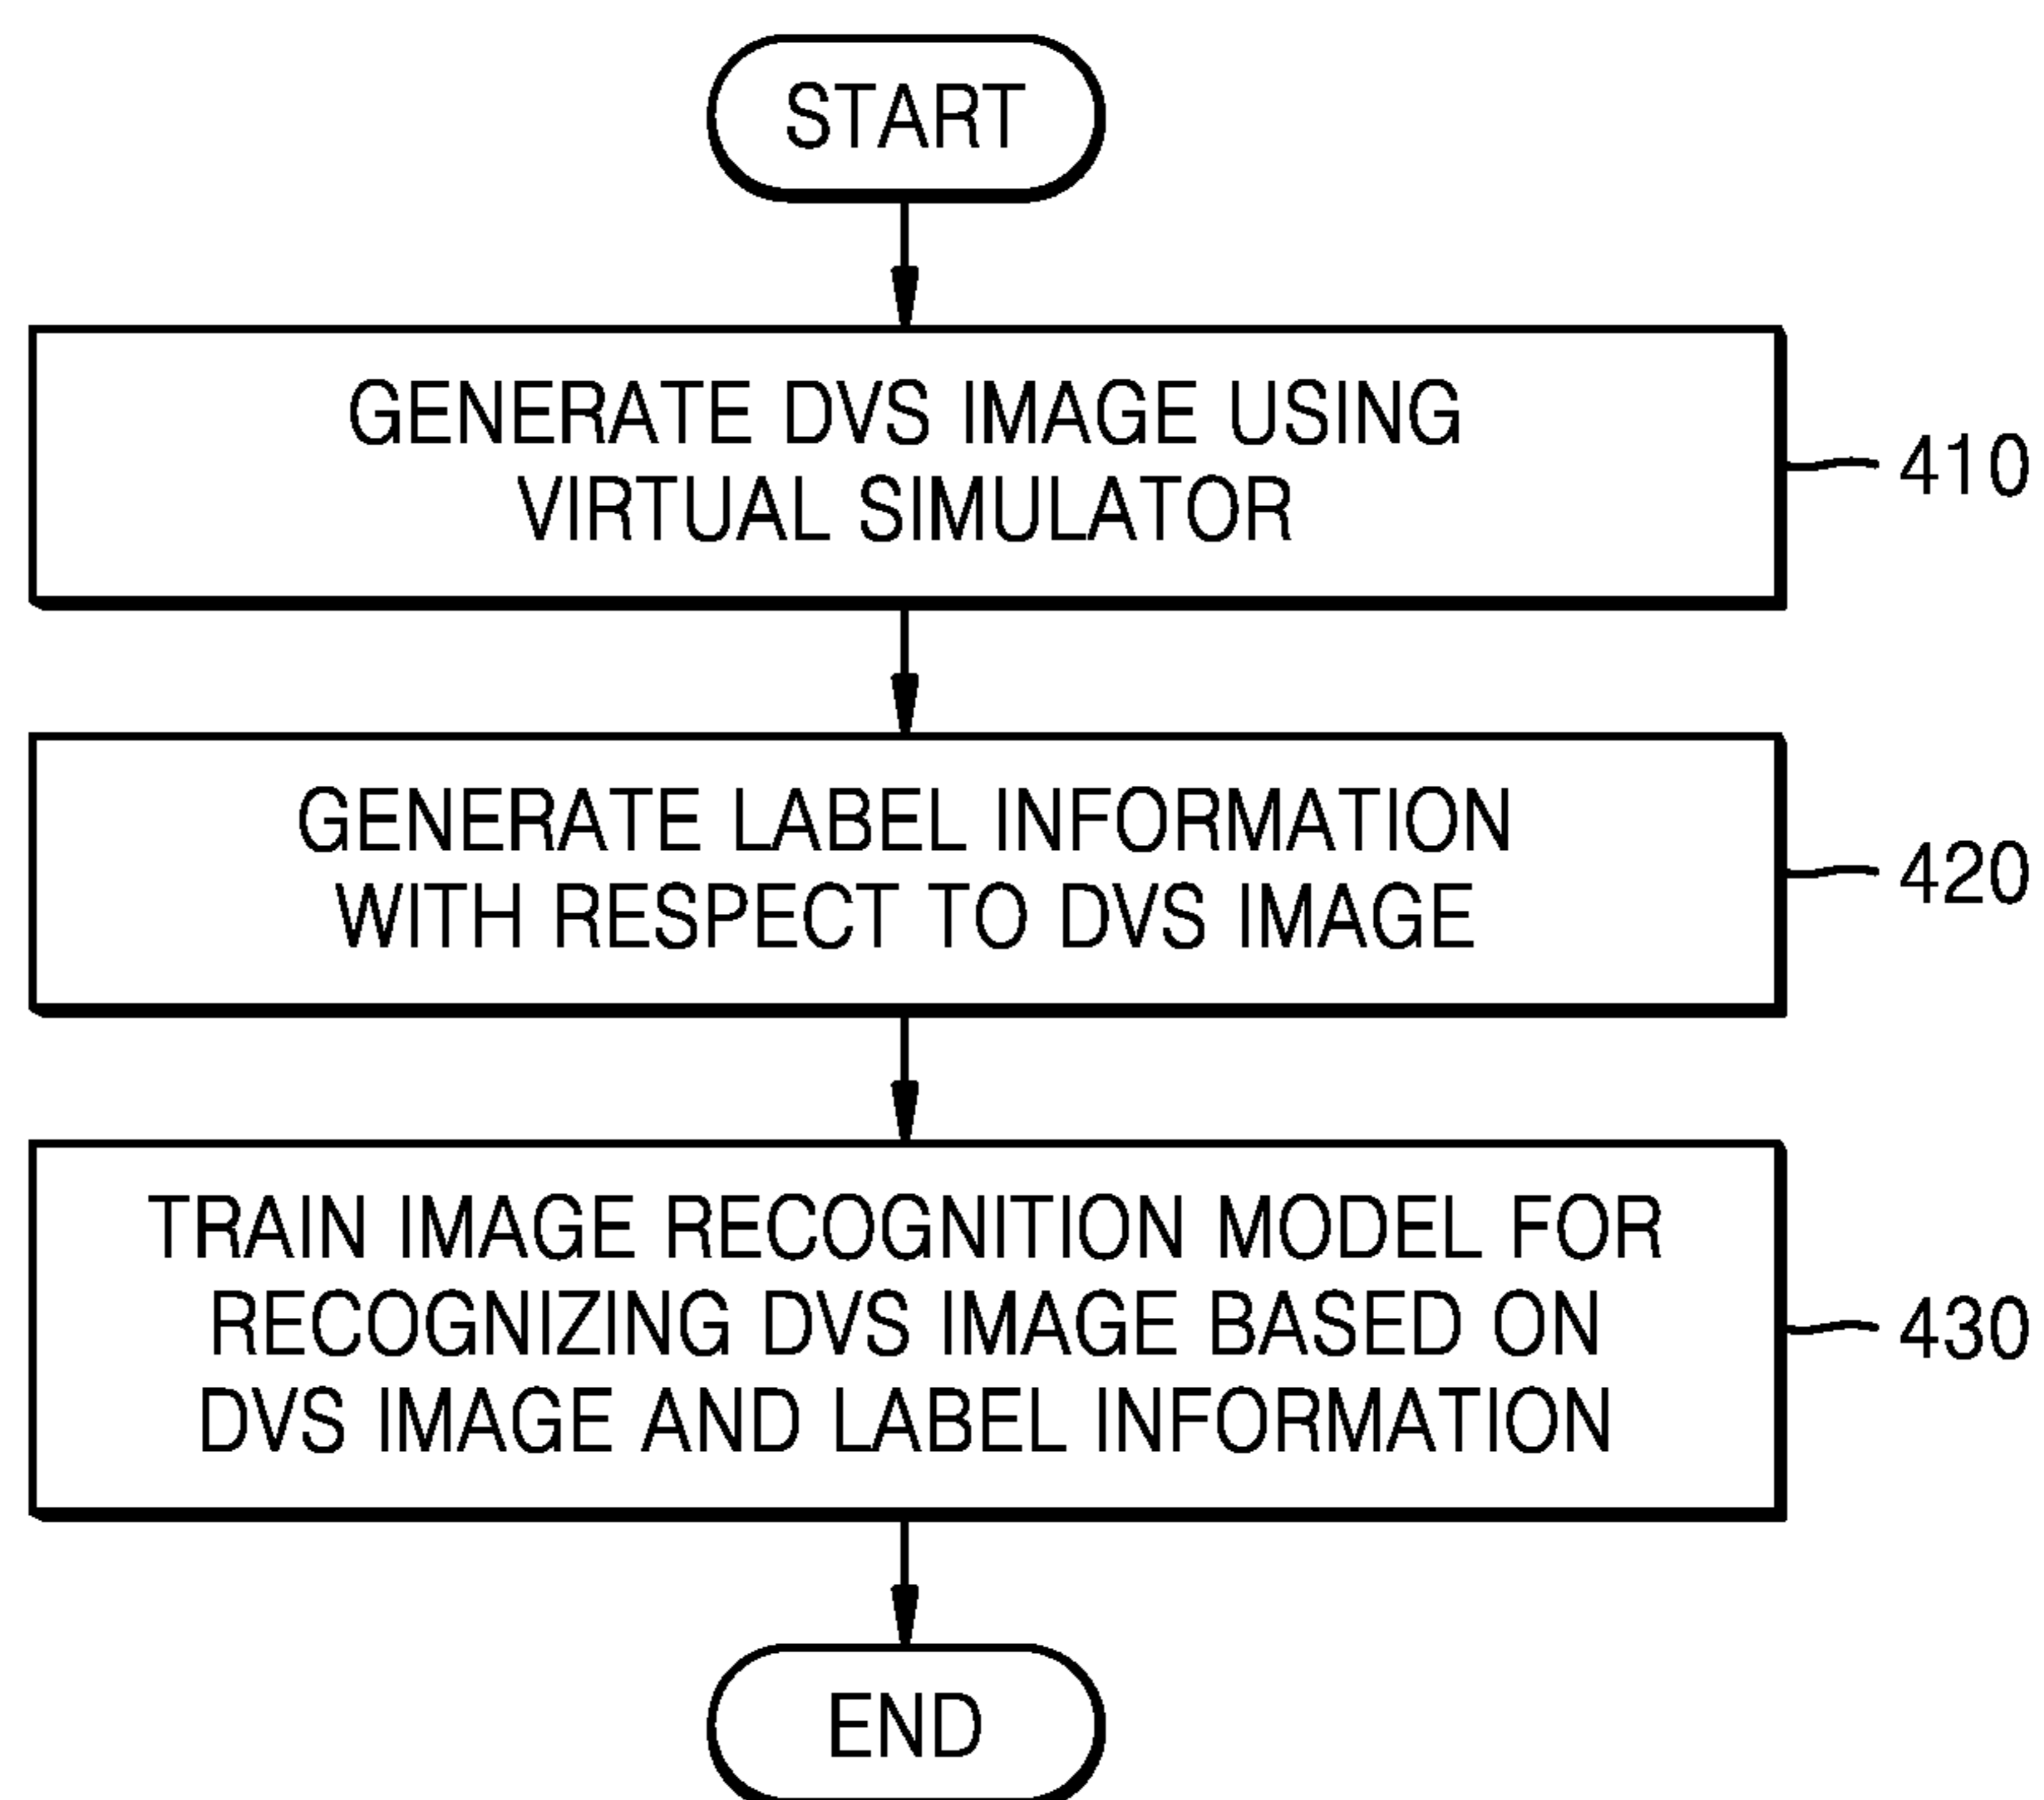 START
GENERATE DVS IMAGE USING
VIRTUAL SIMULATOR
410
GENERATE LABEL INFORMATION
WITH RESPECT TO DVS IMAGE
420
TRAIN IMAGE RECOGNITION MODEL FOR
RECOGNIZING DVS IMAGE BASED ON
DVS IMAGE AND LABEL INFORMATION
430
END